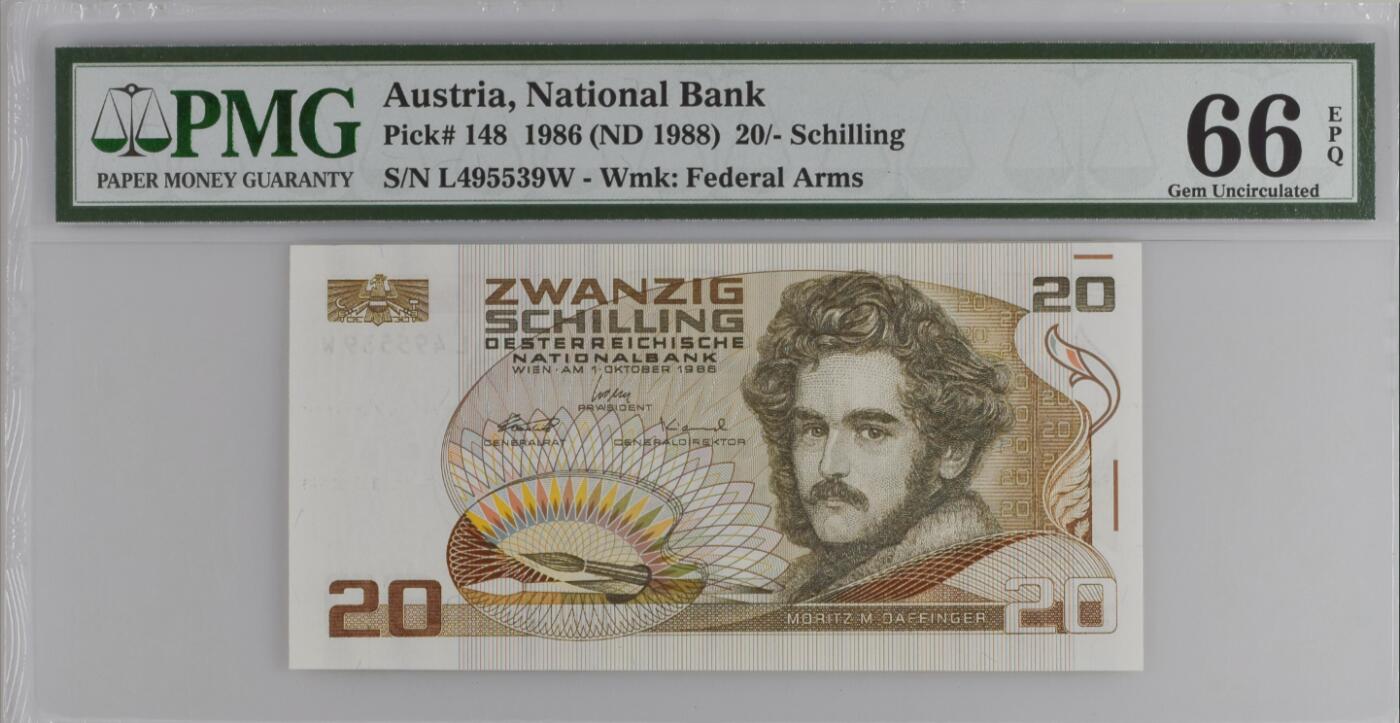 PMG
PAPER MONEY GUARANTY
Austria, National Bank
Pick# 148 1986 (ND 1988) 20/- Schilling
S/N L495539W - Wmk: Federal Arms
66
EPQ
Gem Uncirculated
20
ZWANZIG
SCHILLING
OESTERREICHISCHE
NATIONALBANK
WIEN·AM 1·OKTOBER 1986
PRÄSIDENT
GENERALRAT GENERALDIREKTOR
20
MORITZ M. DAFFINGER
20